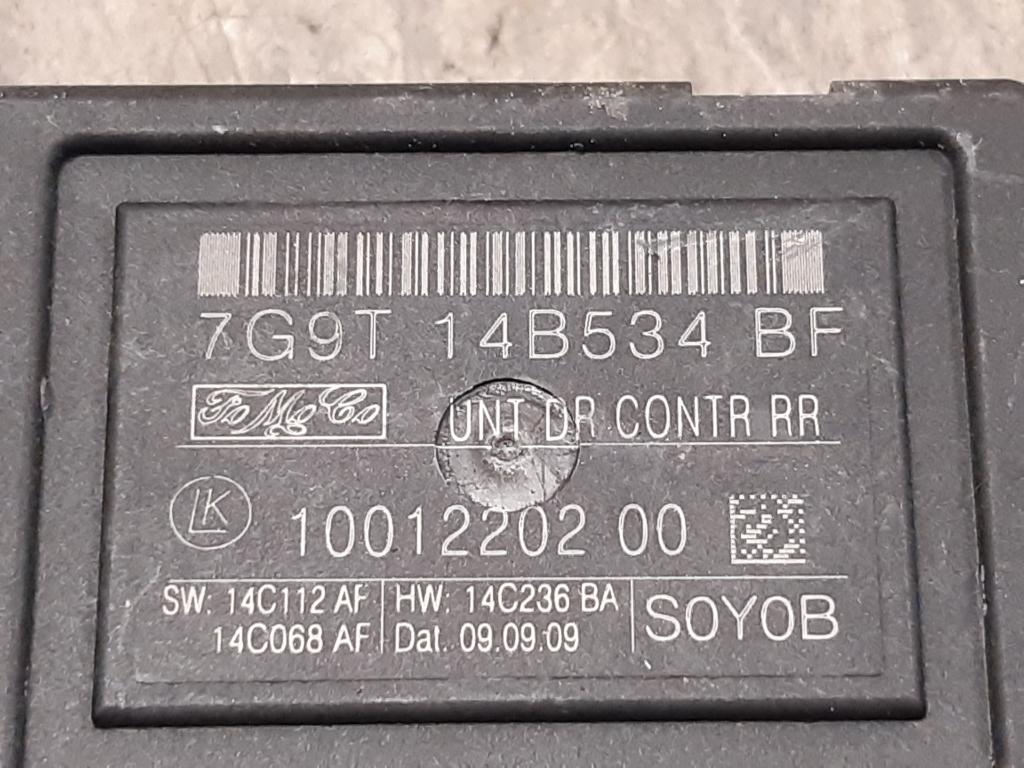 7G9T 14B534 BF
FoMoCo UNT DR CONTR RR
LK 10012202 00
SW: 14C112 AF HW: 14C236 BA S0Y0B
14C068 AF Dat. 09.09.09